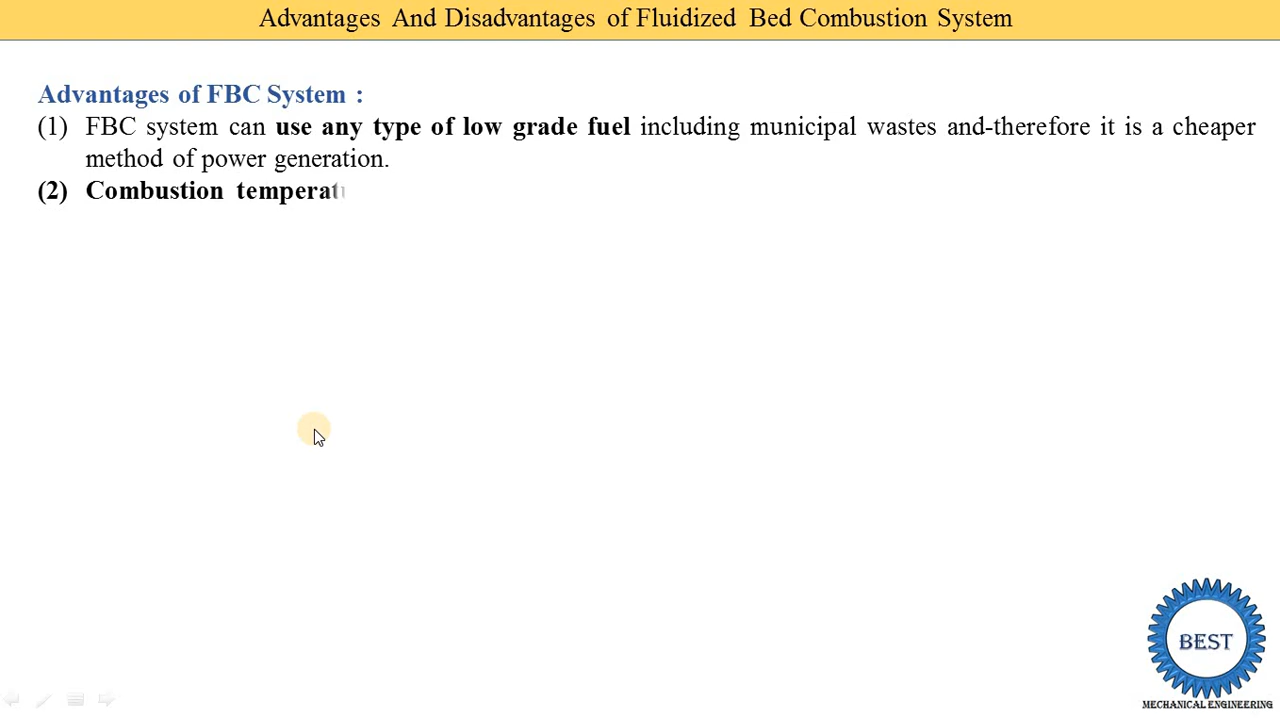 Advantages And Disadvantages of Fluidized Bed Combustion System
Advantages of FBC System :
(1) FBC system can use any type of low grade fuel including municipal wastes and-therefore it is a cheaper
method of power generation.
(2) Combustion
BEST
MECHANICAL ENGINEERING